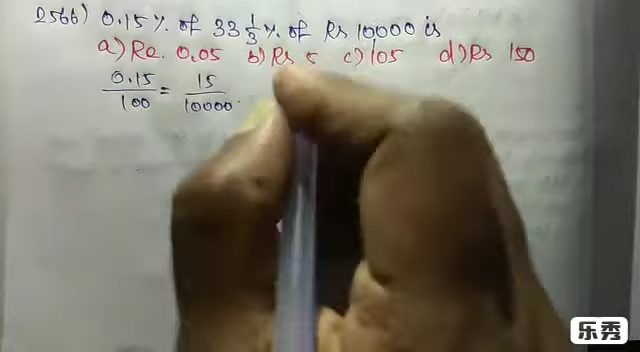 2566) 0.15% of 33 1/3 % of Rs 10000 is
a) Re. 0.05 b) Rs 5 c) 105 d) Rs 150
0.15/100 = 15/10000.
乐秀